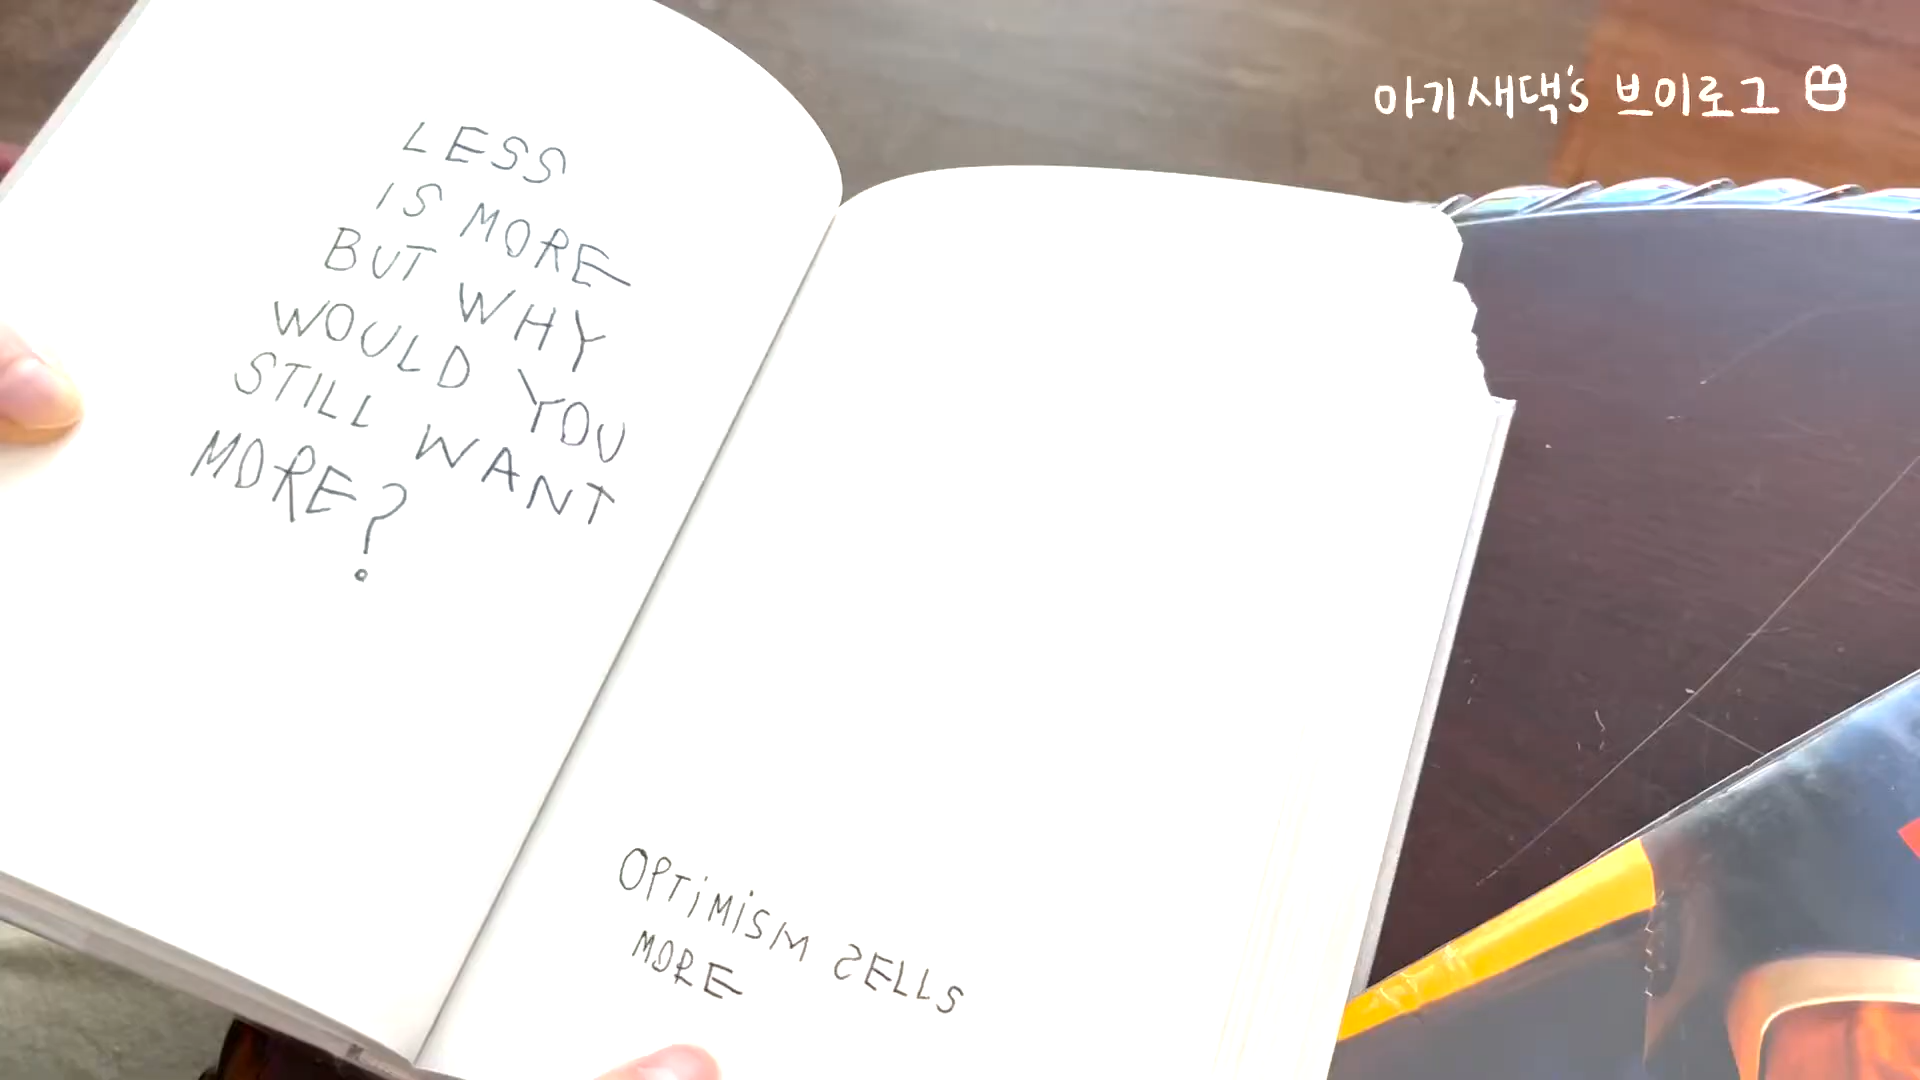 LESS
IS MORE
BUT WHY
WOULD YOU
STILL WANT
MORE?
OPTiMiSM SELLS
MORE
아기새댁's 브이로그